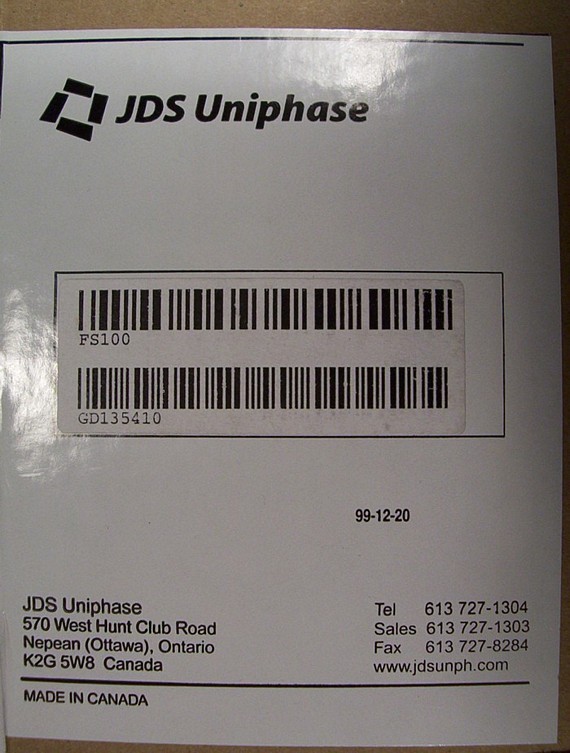 JDS Uniphase
FS100
GD135410
99-12-20
JDS Uniphase
570 West Hunt Club Road
Nepean (Ottawa), Ontario
K2G 5W8 Canada
Tel 613 727-1304
Sales 613 727-1303
Fax 613 727-8284
www.jdsunph.com
MADE IN CANADA